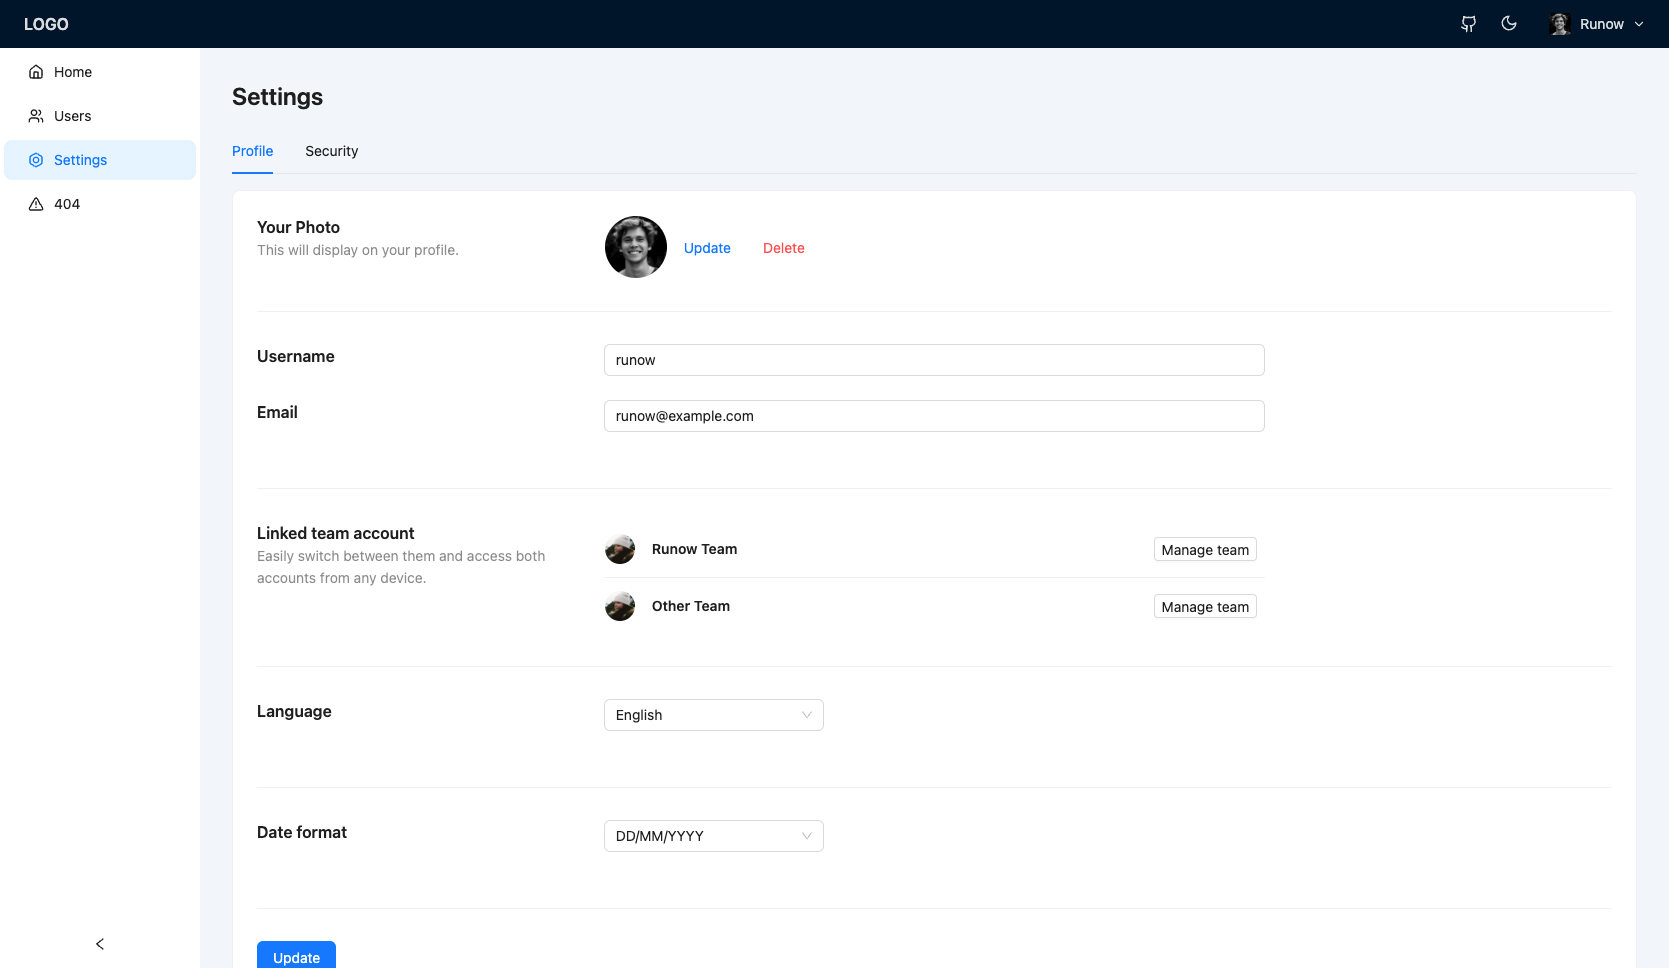 LOGO
Runow
Home
Users
Settings
404
Settings
Profile
Security
Your Photo
This will display on your profile.
Update
Delete
Username
runow
Email
runow@example.com
Linked team account
Easily switch between them and access both
accounts from any device.
Runow Team
Manage team
Other Team
Manage team
Language
English
Date format
DD/MM/YYYY
Update